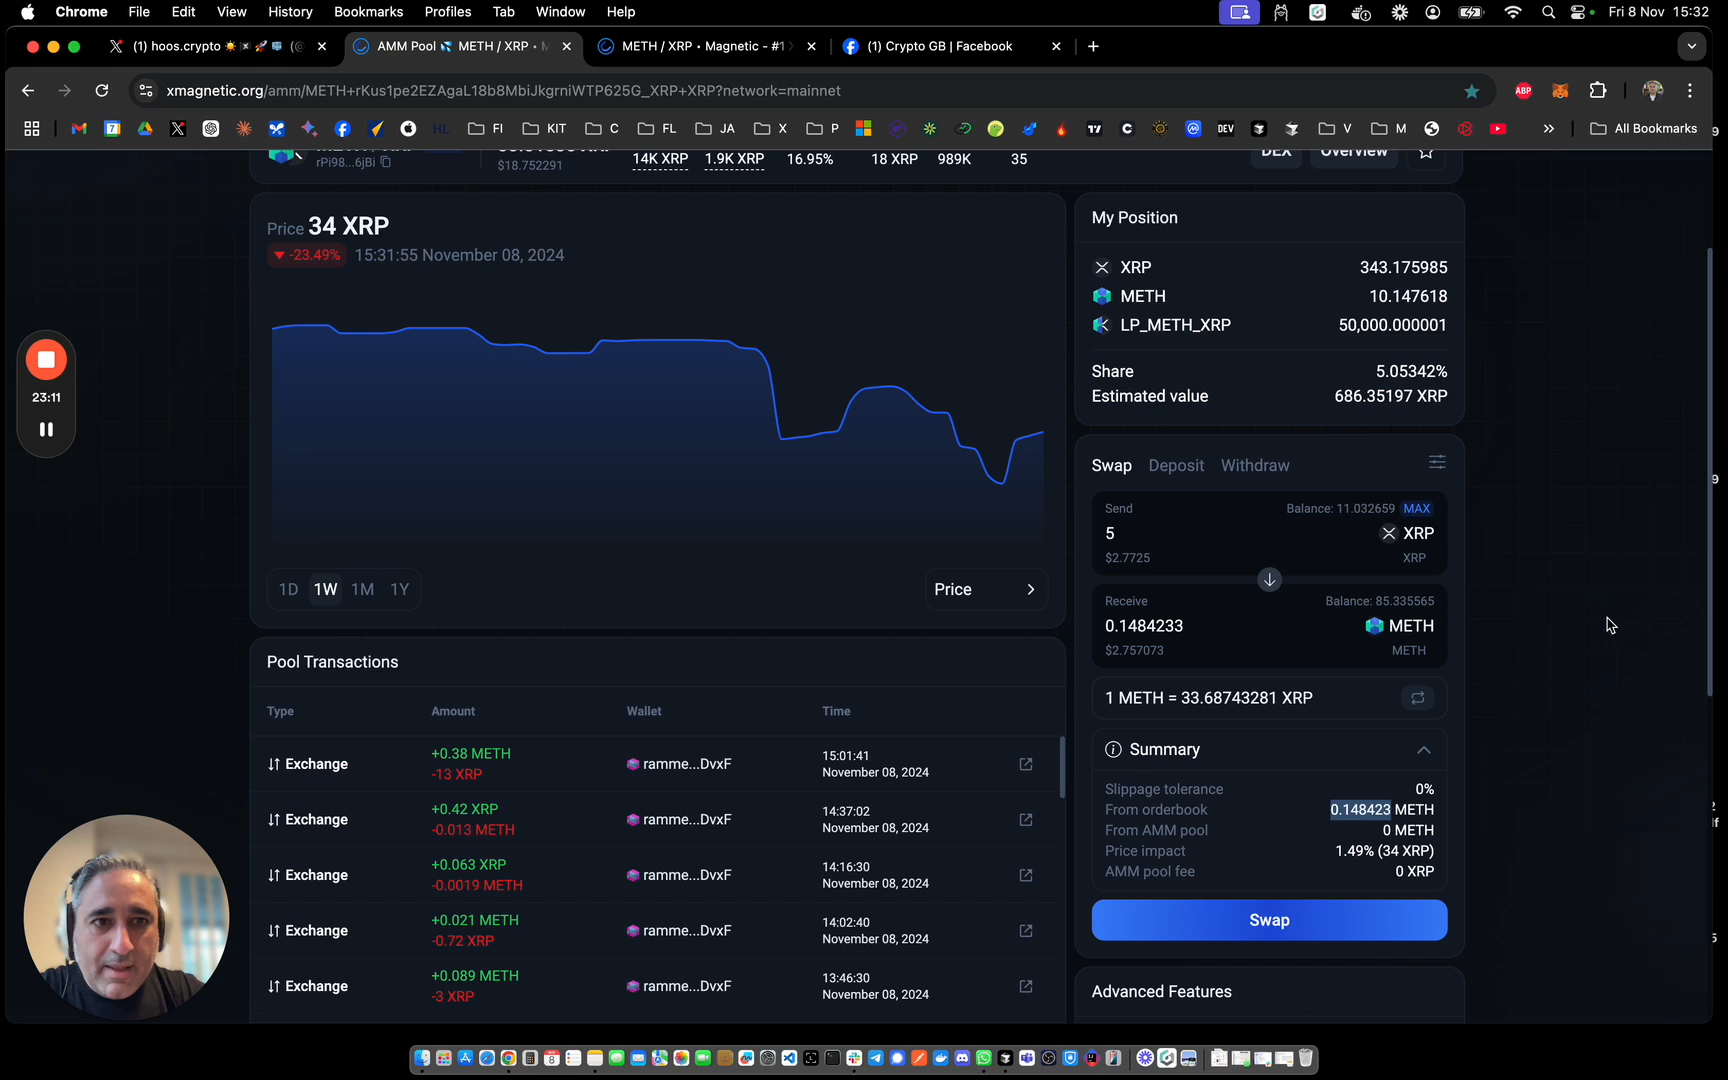 Chrome File Edit View History Bookmarks Profiles Tab Window Help
Fri 8 Nov 15:32
(1) hoos.crypto
AMM Pool METH / XRP •
METH / XRP • Magnetic - #1
(1) Crypto GB | Facebook
xmagnetic.org/amm/METH+rKus1pe2EZAgaL18b8MbiJkgrniWTP625G_XRP+XRP?network=mainnet
ABP
HL FI KIT C FL JA X P DEV V M All Bookmarks
rPi98...6jBi
$18.752291
14K XRP 1.9K XRP 16.95% 18 XRP 989K 35
DEX Overview
Price 34 XRP
-23.49% 15:31:55 November 08, 2024
1D 1W 1M 1Y
Price
23:11
My Position
XRP 343.175985
METH 10.147618
LP_METH_XRP 50,000.000001
Share 5.05342%
Estimated value 686.35197 XRP
Swap Deposit Withdraw
Send Balance: 11.032659 MAX
5 XRP
$2.7725 XRP
Receive Balance: 85.335565
0.1484233 METH
$2.757073 METH
1 METH = 33.68743281 XRP
Summary
Slippage tolerance 0%
From orderbook 0.148423 METH
From AMM pool 0 METH
Price impact 1.49% (34 XRP)
AMM pool fee 0 XRP
Swap
Advanced Features
Pool Transactions
Type Amount Wallet Time
Exchange +0.38 METH -13 XRP ramme...DvxF 15:01:41 November 08, 2024
Exchange +0.42 XRP -0.013 METH ramme...DvxF 14:37:02 November 08, 2024
Exchange +0.063 XRP -0.0019 METH ramme...DvxF 14:16:30 November 08, 2024
Exchange +0.021 METH -0.72 XRP ramme...DvxF 14:02:40 November 08, 2024
Exchange +0.089 METH -3 XRP ramme...DvxF 13:46:30 November 08, 2024